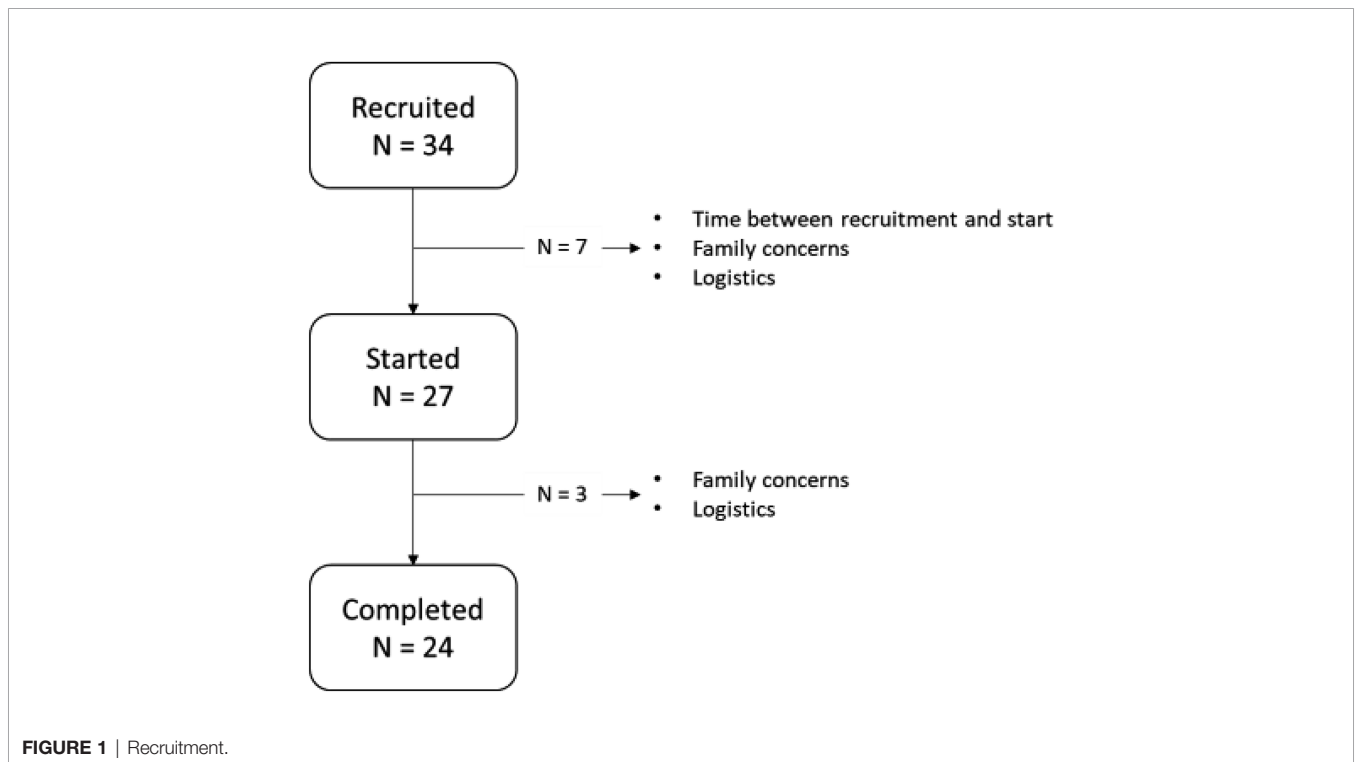 Recruited
N = 34
N = 7
• Time between recruitment and start
• Family concerns
• Logistics
Started
N = 27
N = 3
• Family concerns
• Logistics
Completed
N = 24
FIGURE 1 | Recruitment.